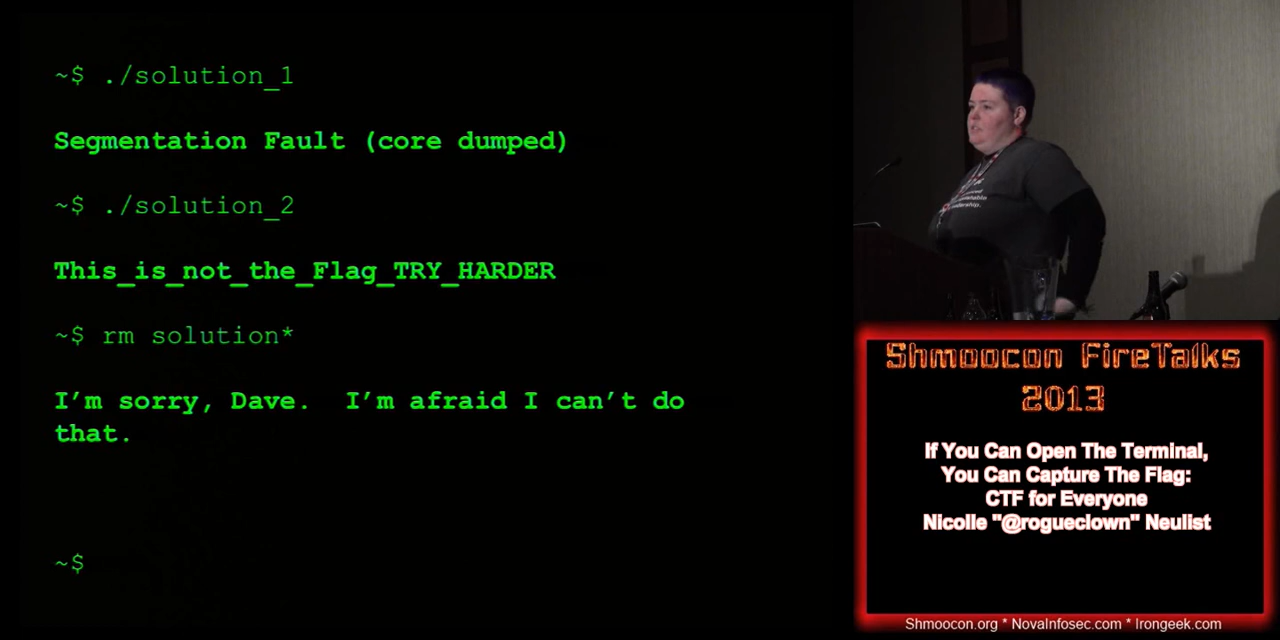 ~$ ./solution_1
Segmentation Fault (core dumped)
~$ ./solution_2
This_is_not_the_Flag_TRY_HARDER
~$ rm solution*
I’m sorry, Dave.  I’m afraid I can’t do
that.
~$
Shmoocon FireTalks
2013
If You Can Open The Terminal,
You Can Capture The Flag:
CTF for Everyone
Nicolle "@rogueclown" Neulist
Shmoocon.org * NovaInfosec.com * Irongeek.com